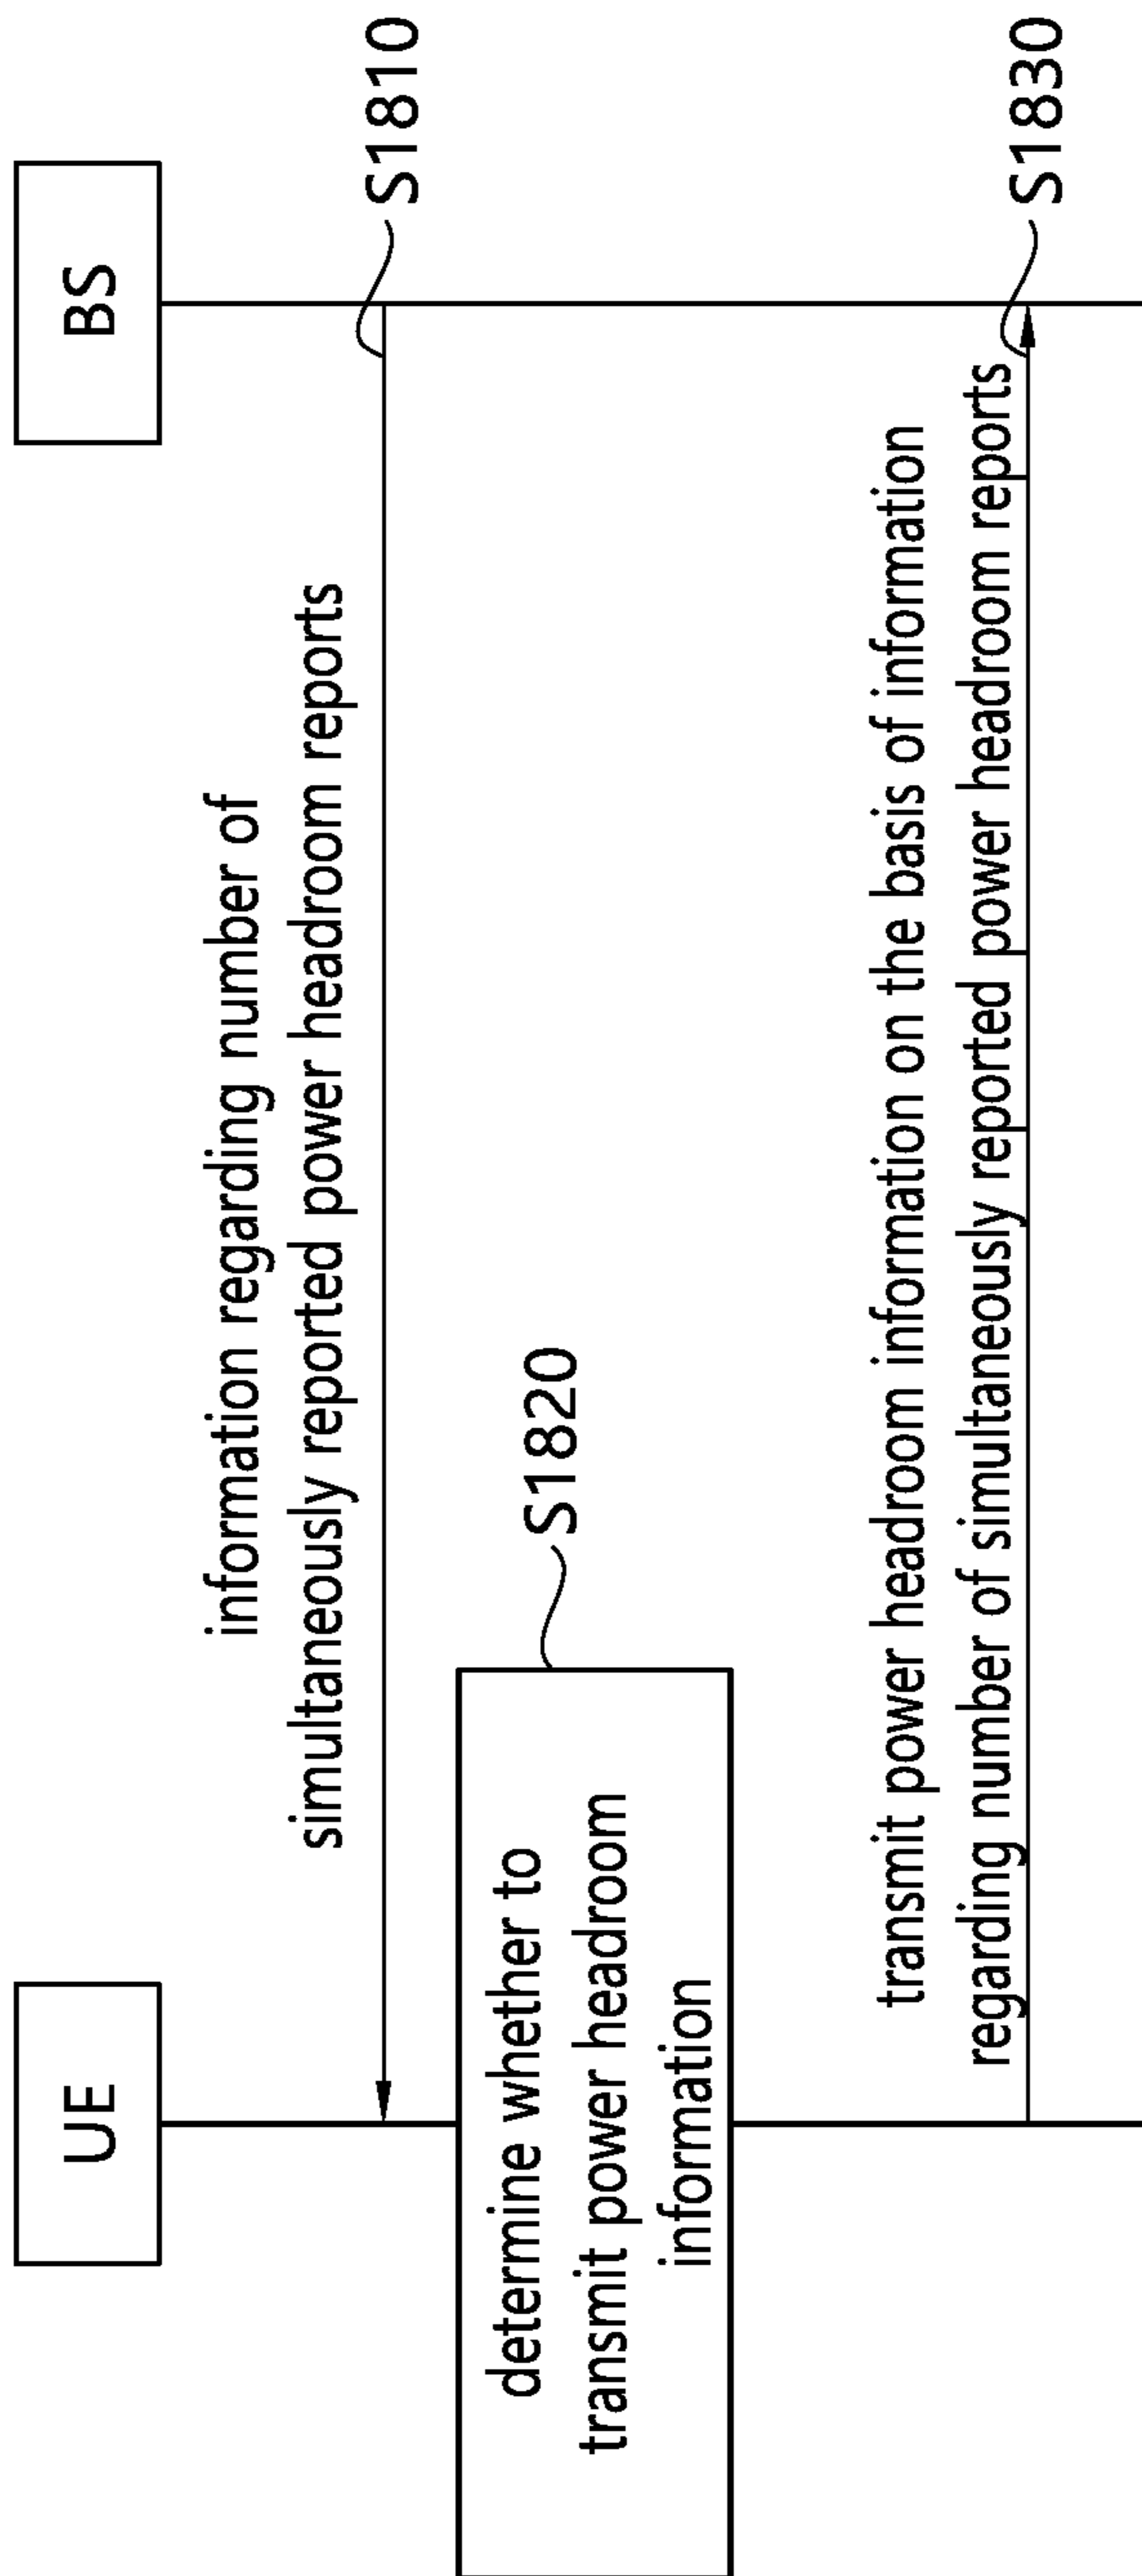 UE
BS
information regarding number of
simultaneously reported power headroom reports
S1810
determine whether to
transmit power headroom
information
S1820
transmit power headroom information on the basis of information
regarding number of simultaneously reported power headroom reports
S1830